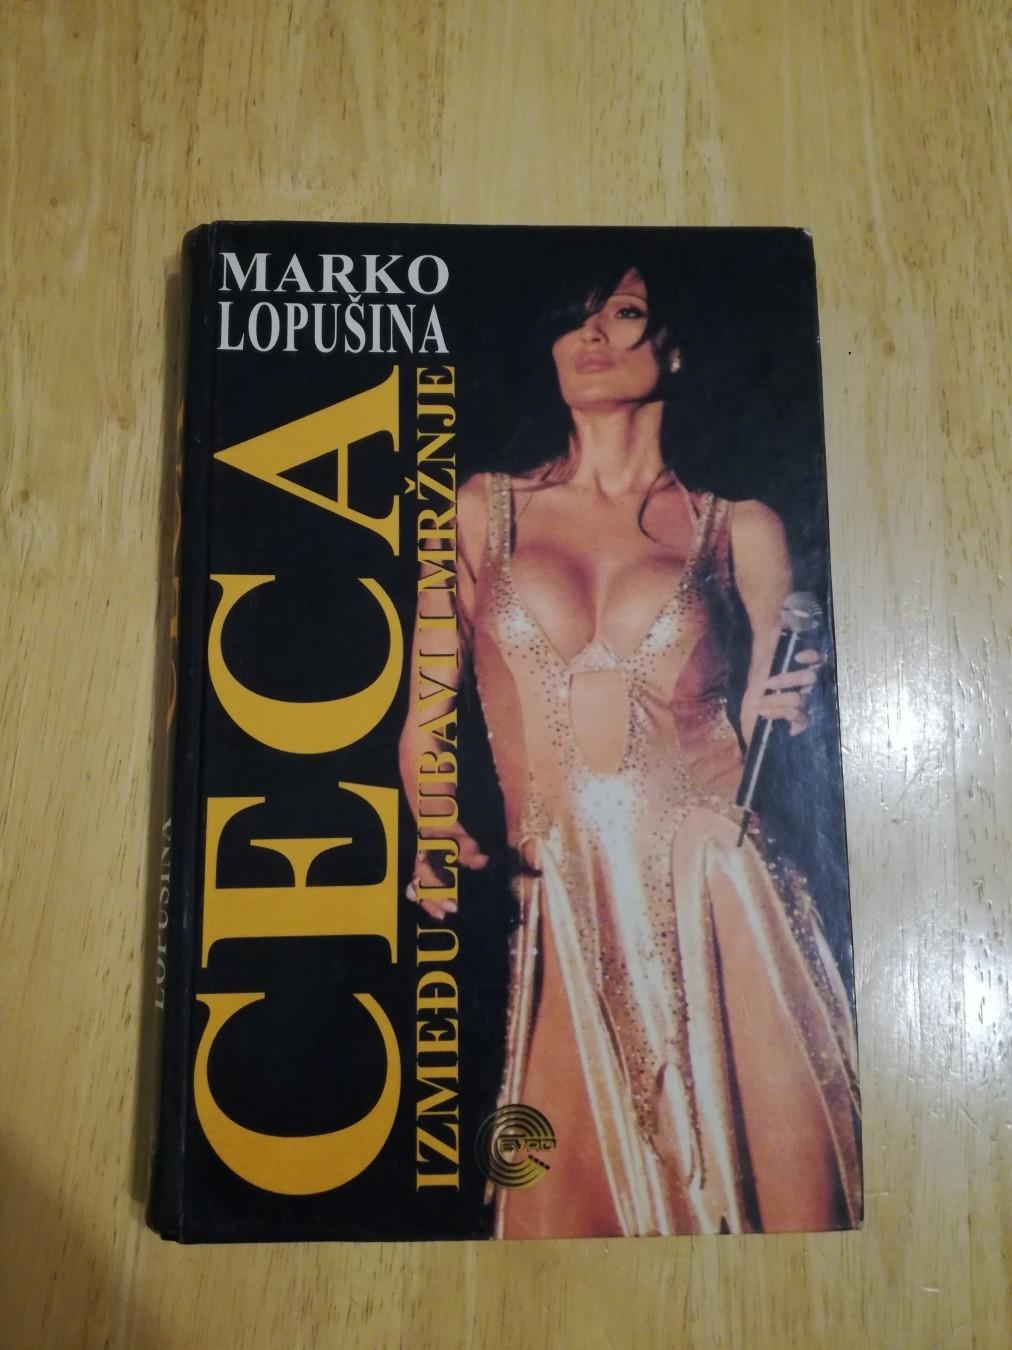 MARKO
LOPUŠINA
CECA
IZMEĐU LJUBAVI I MRŽNJE
LOPUŠINA